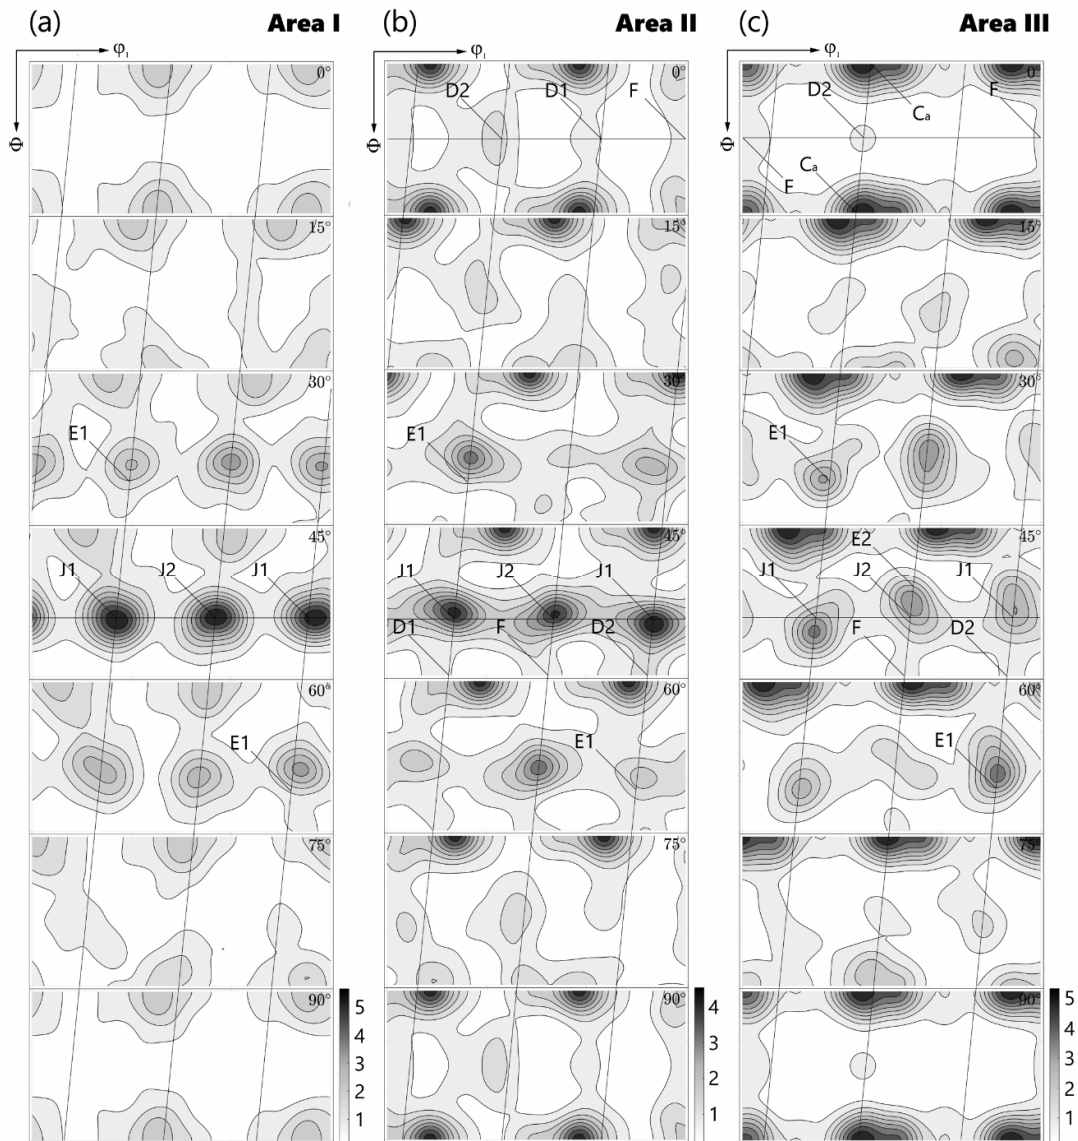 (a) Area I
(b) Area II
(c) Area III
φ₁
φ₁
φ₁
Φ
Φ
Φ
0°
D2 D1 F 0°
D2 F 0°
Cₐ
Cₐ
F
15°
15°
15°
30°
30°
30°
E1
E1
E1
45°
45°
45°
E2
J1 J2 J1
J1 J2 J1
J1 J2 J1
D1 F D2
F D2
60°
60°
60°
E1
E1
E1
75°
75°
75°
90°
90°
90°
5
4
3
2
1
4
3
2
1
5
4
3
2
1